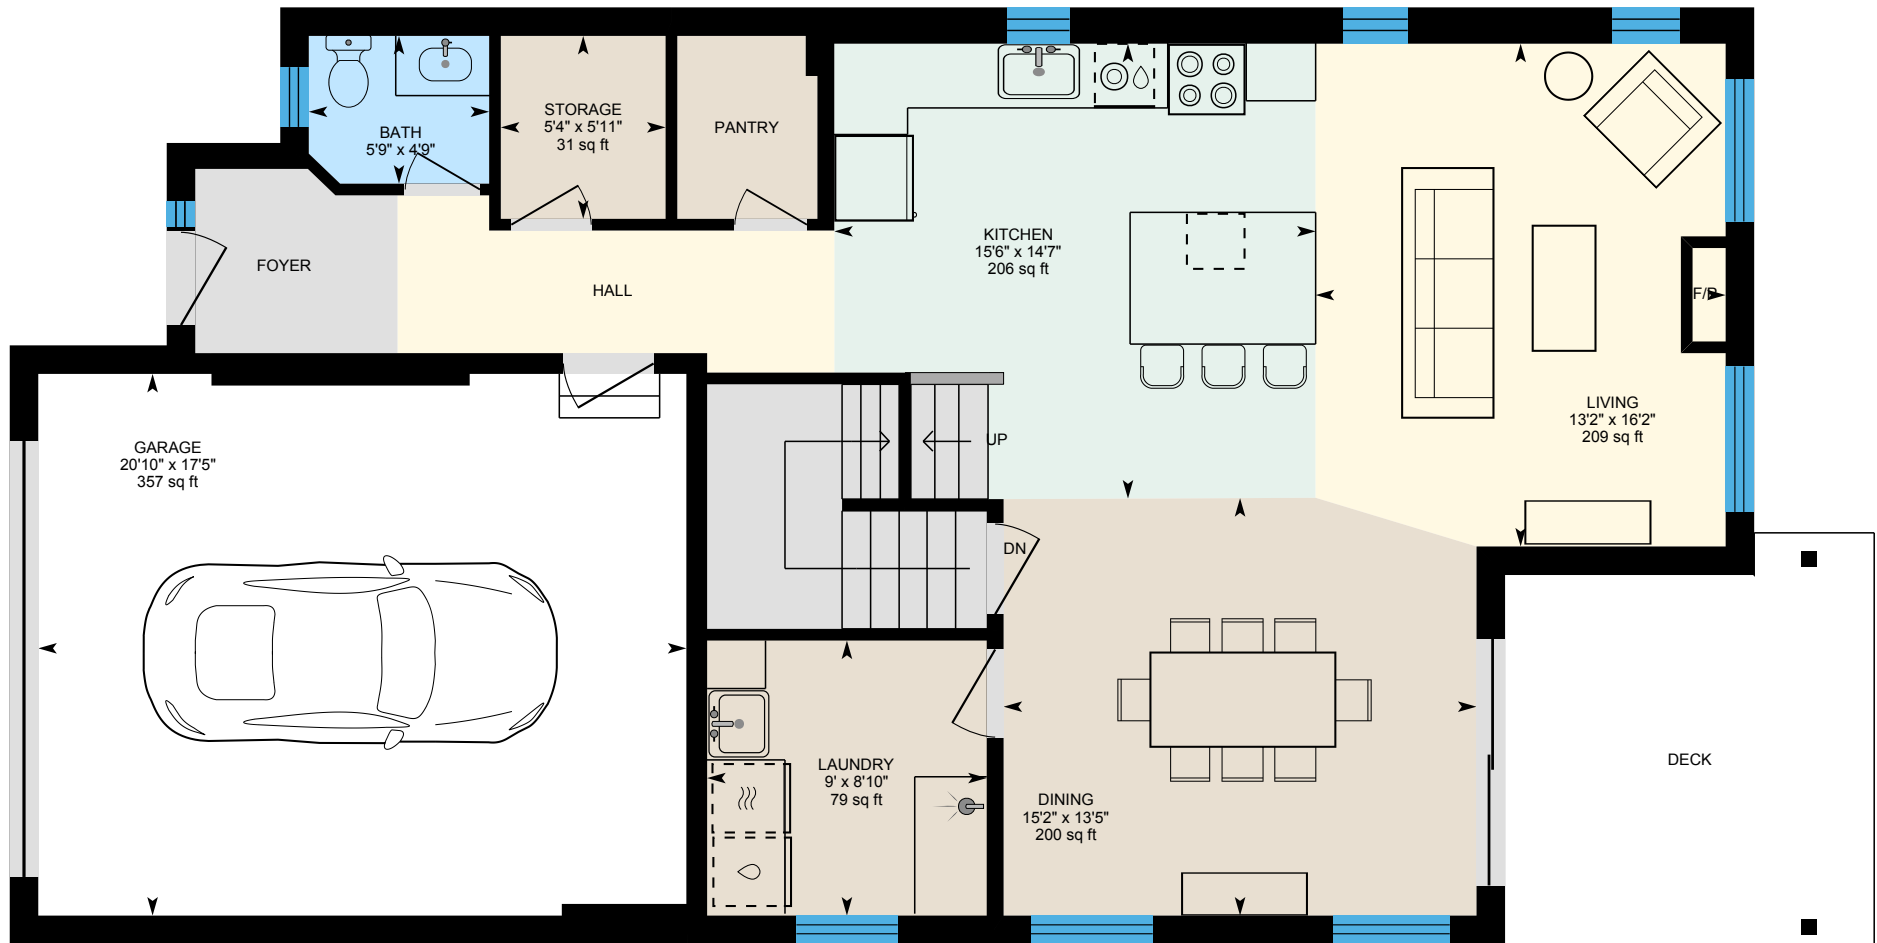 BATH
5'9" x 4'9"
STORAGE
5'4" x 5'11"
31 sq ft
PANTRY
KITCHEN
15'6" x 14'7"
206 sq ft
FOYER
HALL
F/P
LIVING
13'2" x 16'2"
209 sq ft
GARAGE
20'10" x 17'5"
357 sq ft
UP
DN
LAUNDRY
9' x 8'10"
79 sq ft
DINING
15'2" x 13'5"
200 sq ft
DECK